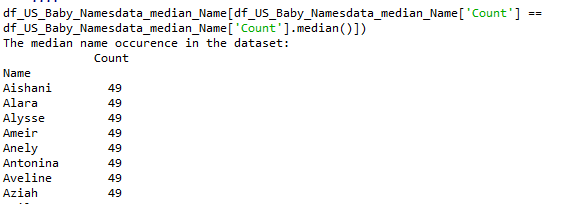 df_US_Baby_Namesdata_median_Name[df_US_Baby_Namesdata_median_Name['Count'] ==
df_US_Baby_Namesdata_median_Name['Count'].median()])
The median name occurence in the dataset:
Count
Name
Aishani 49
Alara 49
Alysse 49
Ameir 49
Anely 49
Antonina 49
Aveline 49
Aziah 49